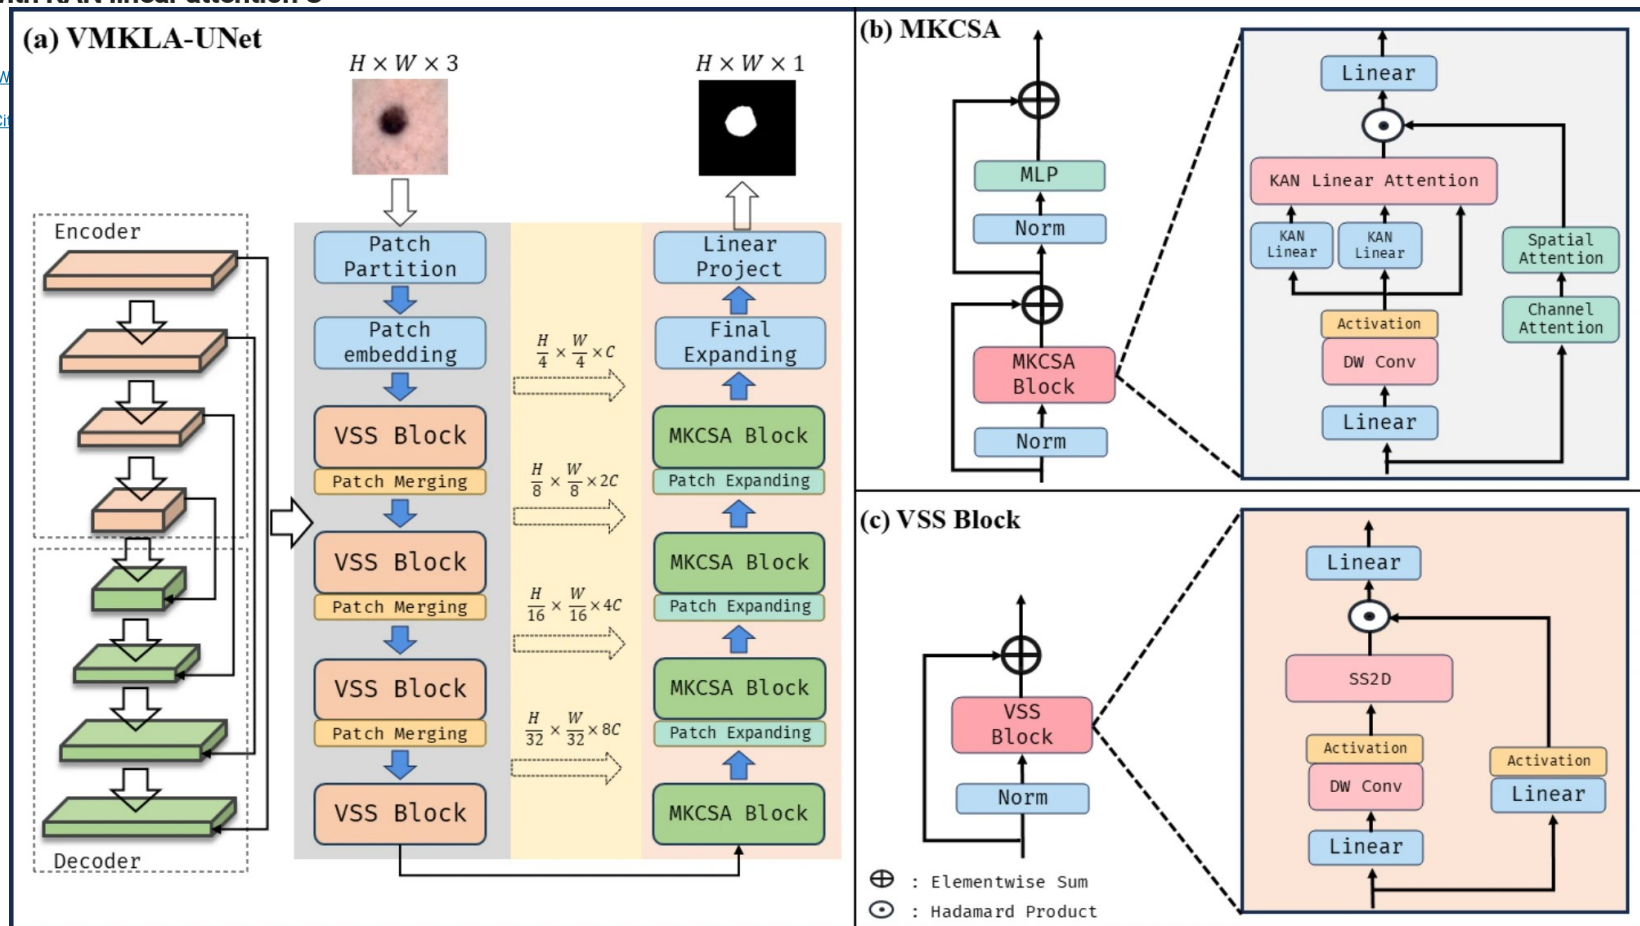 with KAN linear attention U
(a) VMKLA-UNet
H × W × 3
H × W × 1
Encoder
Decoder
Patch
Partition
Patch
embedding
VSS Block
Patch Merging
VSS Block
Patch Merging
VSS Block
Patch Merging
VSS Block
H/4 × W/4 × C
H/8 × W/8 × 2C
H/16 × W/16 × 4C
H/32 × W/32 × 8C
Linear
Project
Final
Expanding
MKCSA Block
Patch Expanding
MKCSA Block
Patch Expanding
MKCSA Block
Patch Expanding
MKCSA Block
(b) MKCSA
MLP
Norm
MKCSA
Block
Norm
Linear
KAN Linear Attention
KAN
Linear
KAN
Linear
Spatial
Attention
Channel
Attention
Activation
DW Conv
Linear
(c) VSS Block
VSS
Block
Norm
⊕ : Elementwise Sum
⊙ : Hadamard Product
Linear
SS2D
Activation
DW Conv
Linear
Activation
Linear